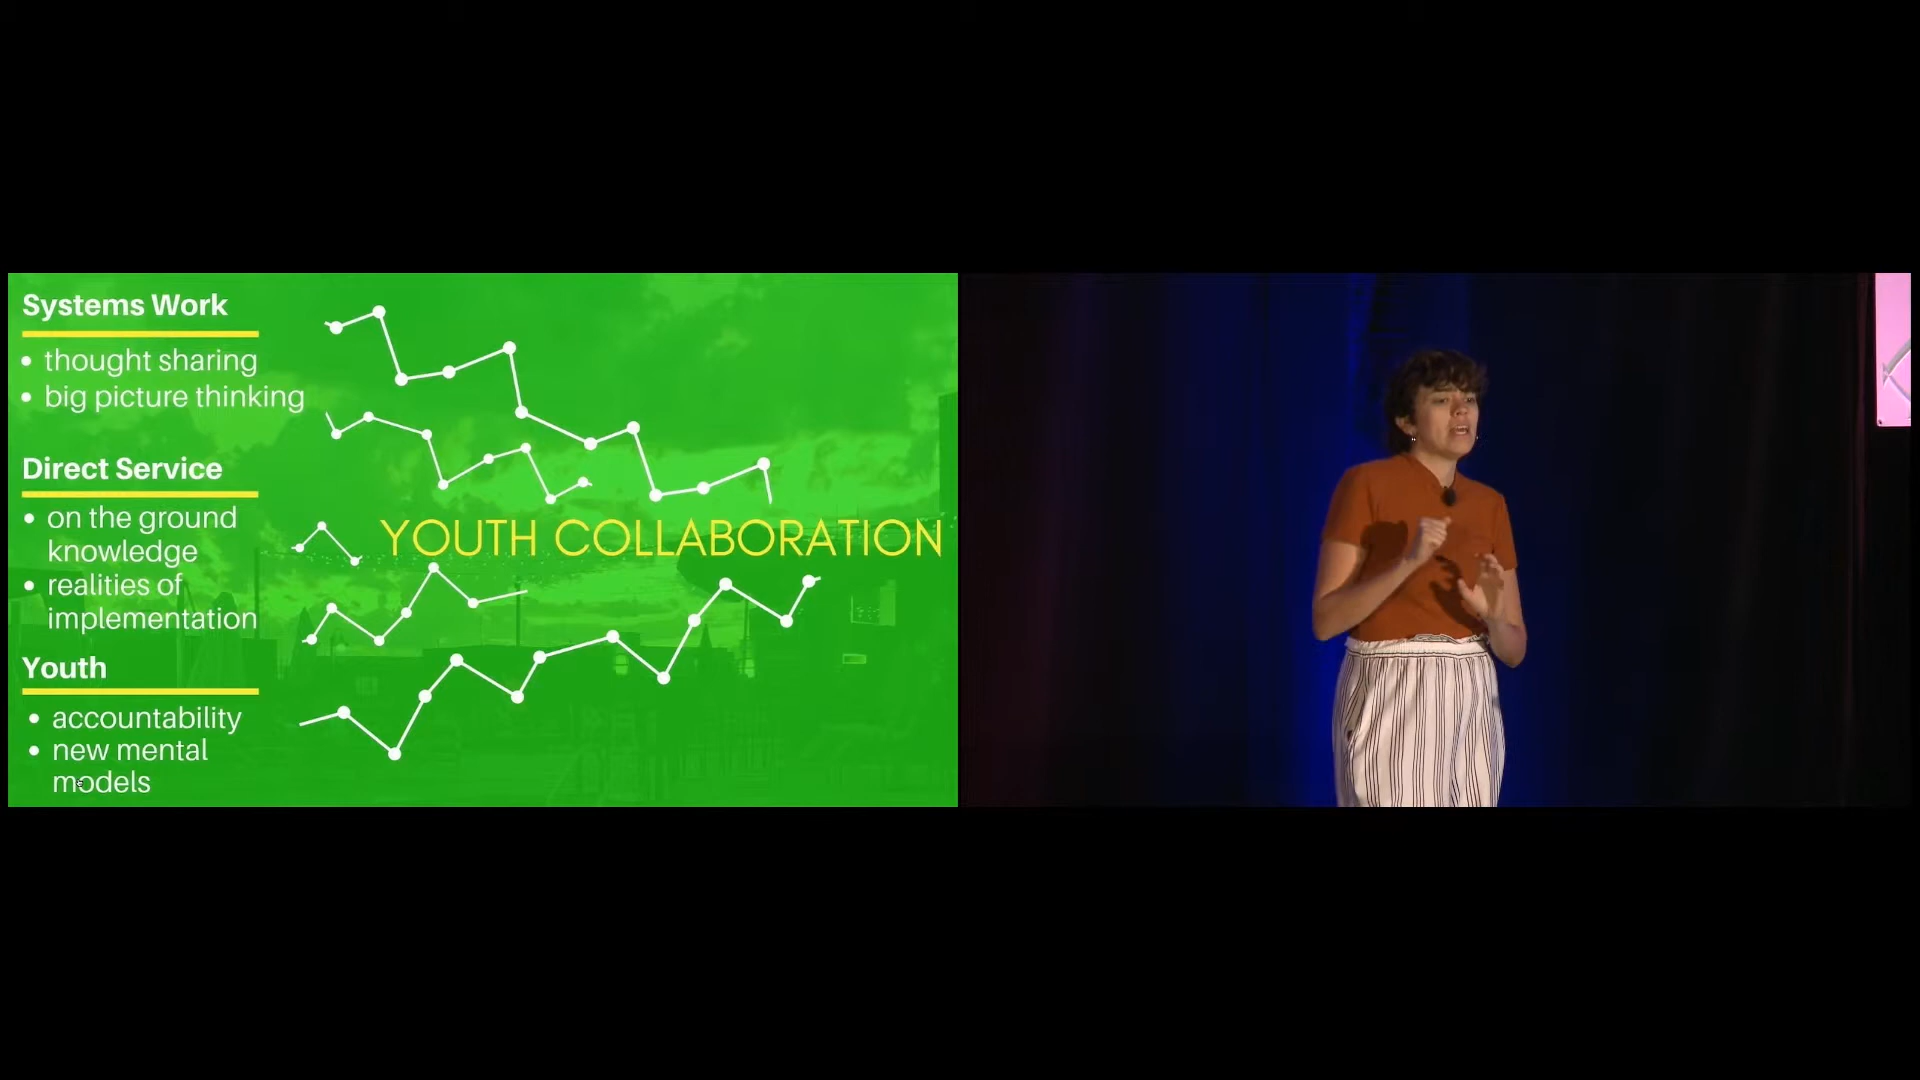 Systems Work
thought sharing
big picture thinking
Direct Service
on the ground
knowledge
realities of
implementation
Youth
accountability
new mental
models
YOUTH COLLABORATION